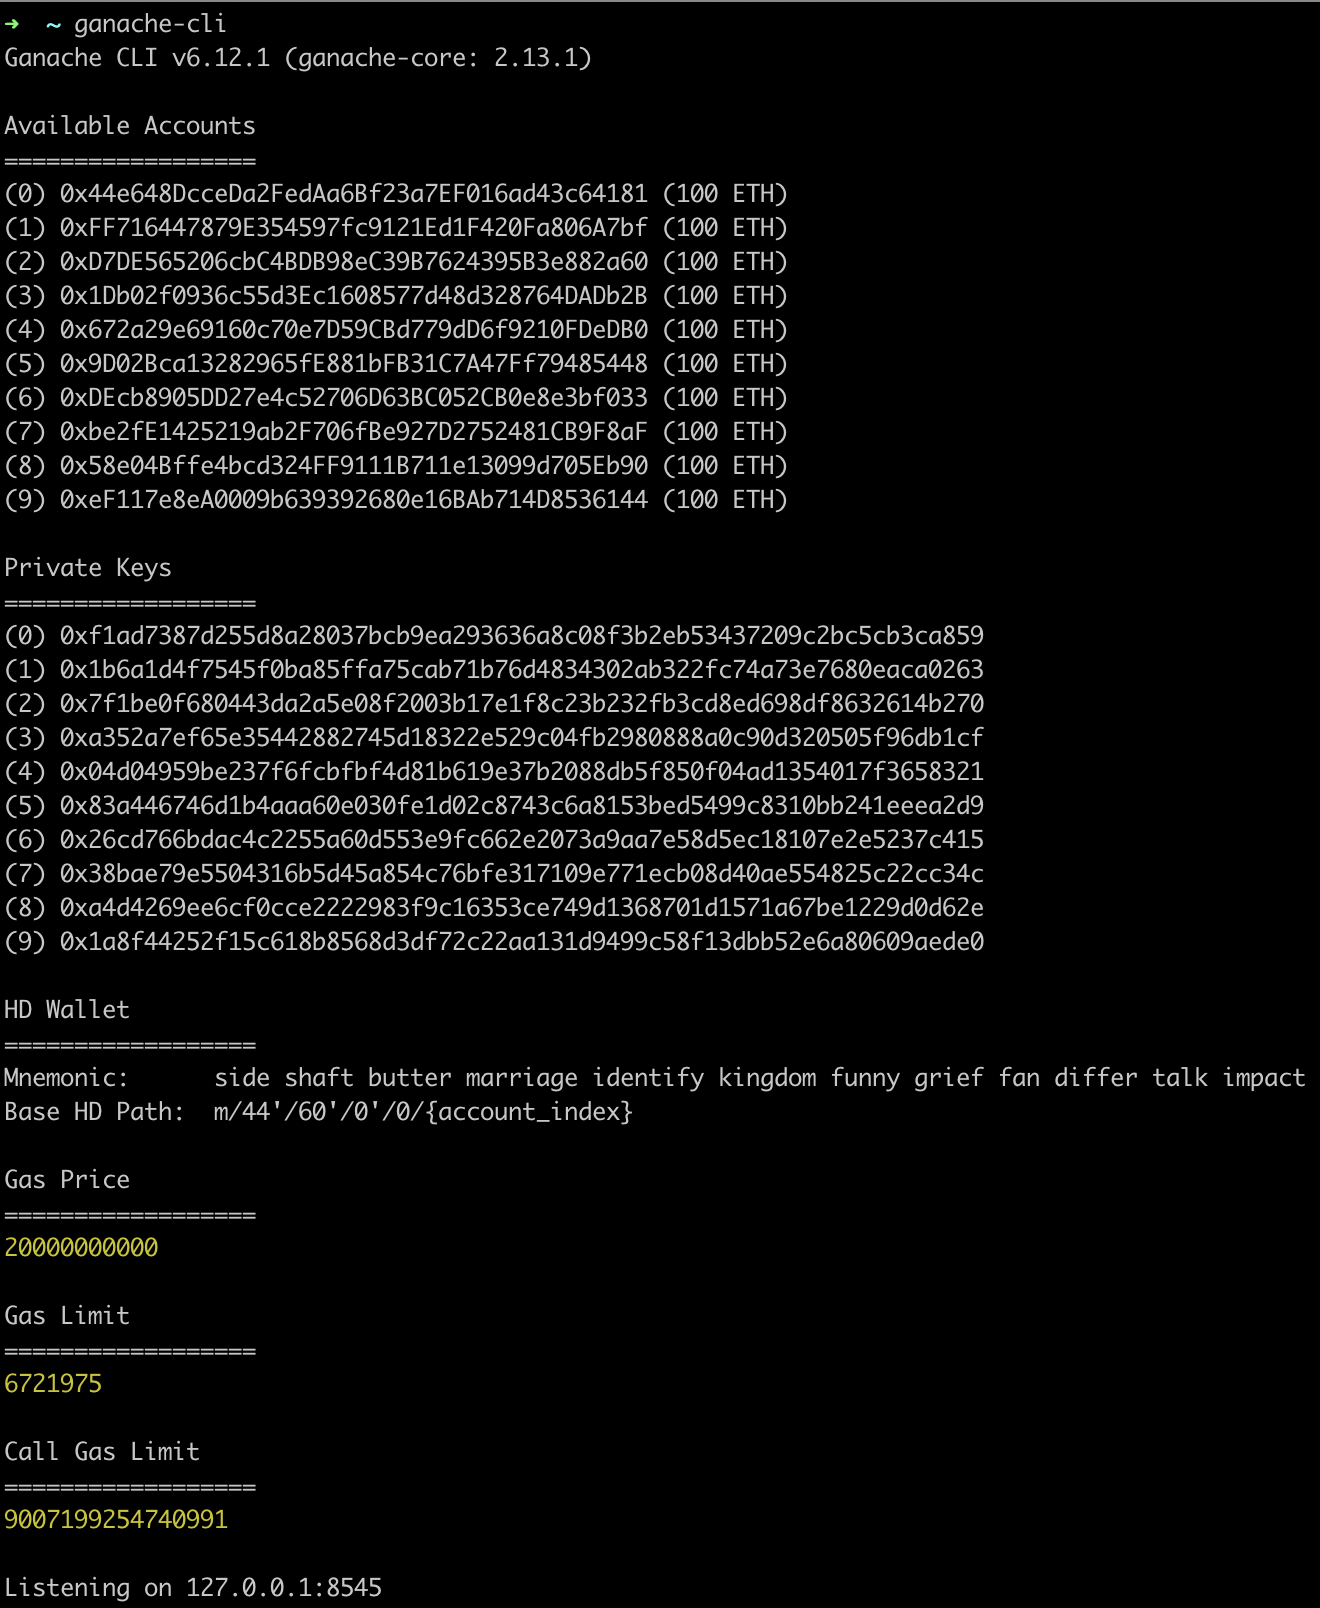 ➜ ~ ganache-cli
Ganache CLI v6.12.1 (ganache-core: 2.13.1)
Available Accounts
==================
(0) 0x44e648DcceDa2FedAa6Bf23a7EF016ad43c64181 (100 ETH)
(1) 0xFF716447879E354597fc9121Ed1F420Fa806A7bf (100 ETH)
(2) 0xD7DE565206cbC4BDB98eC39B7624395B3e882a60 (100 ETH)
(3) 0x1Db02f0936c55d3Ec1608577d48d328764DADb2B (100 ETH)
(4) 0x672a29e69160c70e7D59CBd779dD6f9210FDeDB0 (100 ETH)
(5) 0x9D02Bca13282965fE881bFB31C7A47Ff79485448 (100 ETH)
(6) 0xDEcb8905DD27e4c52706D63BC052CB0e8e3bf033 (100 ETH)
(7) 0xbe2fE1425219ab2F706fBe927D2752481CB9F8aF (100 ETH)
(8) 0x58e04Bffe4bcd324FF9111B711e13099d705Eb90 (100 ETH)
(9) 0xeF117e8eA0009b639392680e16BAb714D8536144 (100 ETH)
Private Keys
==================
(0) 0xf1ad7387d255d8a28037bcb9ea293636a8c08f3b2eb53437209c2bc5cb3ca859
(1) 0x1b6a1d4f7545f0ba85ffa75cab71b76d4834302ab322fc74a73e7680eaca0263
(2) 0x7f1be0f680443da2a5e08f2003b17e1f8c23b232fb3cd8ed698df8632614b270
(3) 0xa352a7ef65e35442882745d18322e529c04fb2980888a0c90d320505f96db1cf
(4) 0x04d04959be237f6fcbfbf4d81b619e37b2088db5f850f04ad1354017f3658321
(5) 0x83a446746d1b4aaa60e030fe1d02c8743c6a8153bed5499c8310bb241eeea2d9
(6) 0x26cd766bdac4c2255a60d553e9fc662e2073a9aa7e58d5ec18107e2e5237c415
(7) 0x38bae79e5504316b5d45a854c76bfe317109e771ecb08d40ae554825c22cc34c
(8) 0xa4d4269ee6cf0cce2222983f9c16353ce749d1368701d1571a67be1229d0d62e
(9) 0x1a8f44252f15c618b8568d3df72c22aa131d9499c58f13dbb52e6a80609aede0
HD Wallet
==================
Mnemonic:      side shaft butter marriage identify kingdom funny grief fan differ talk impact
Base HD Path:  m/44'/60'/0'/0/{account_index}
Gas Price
==================
20000000000
Gas Limit
==================
6721975
Call Gas Limit
==================
9007199254740991
Listening on 127.0.0.1:8545